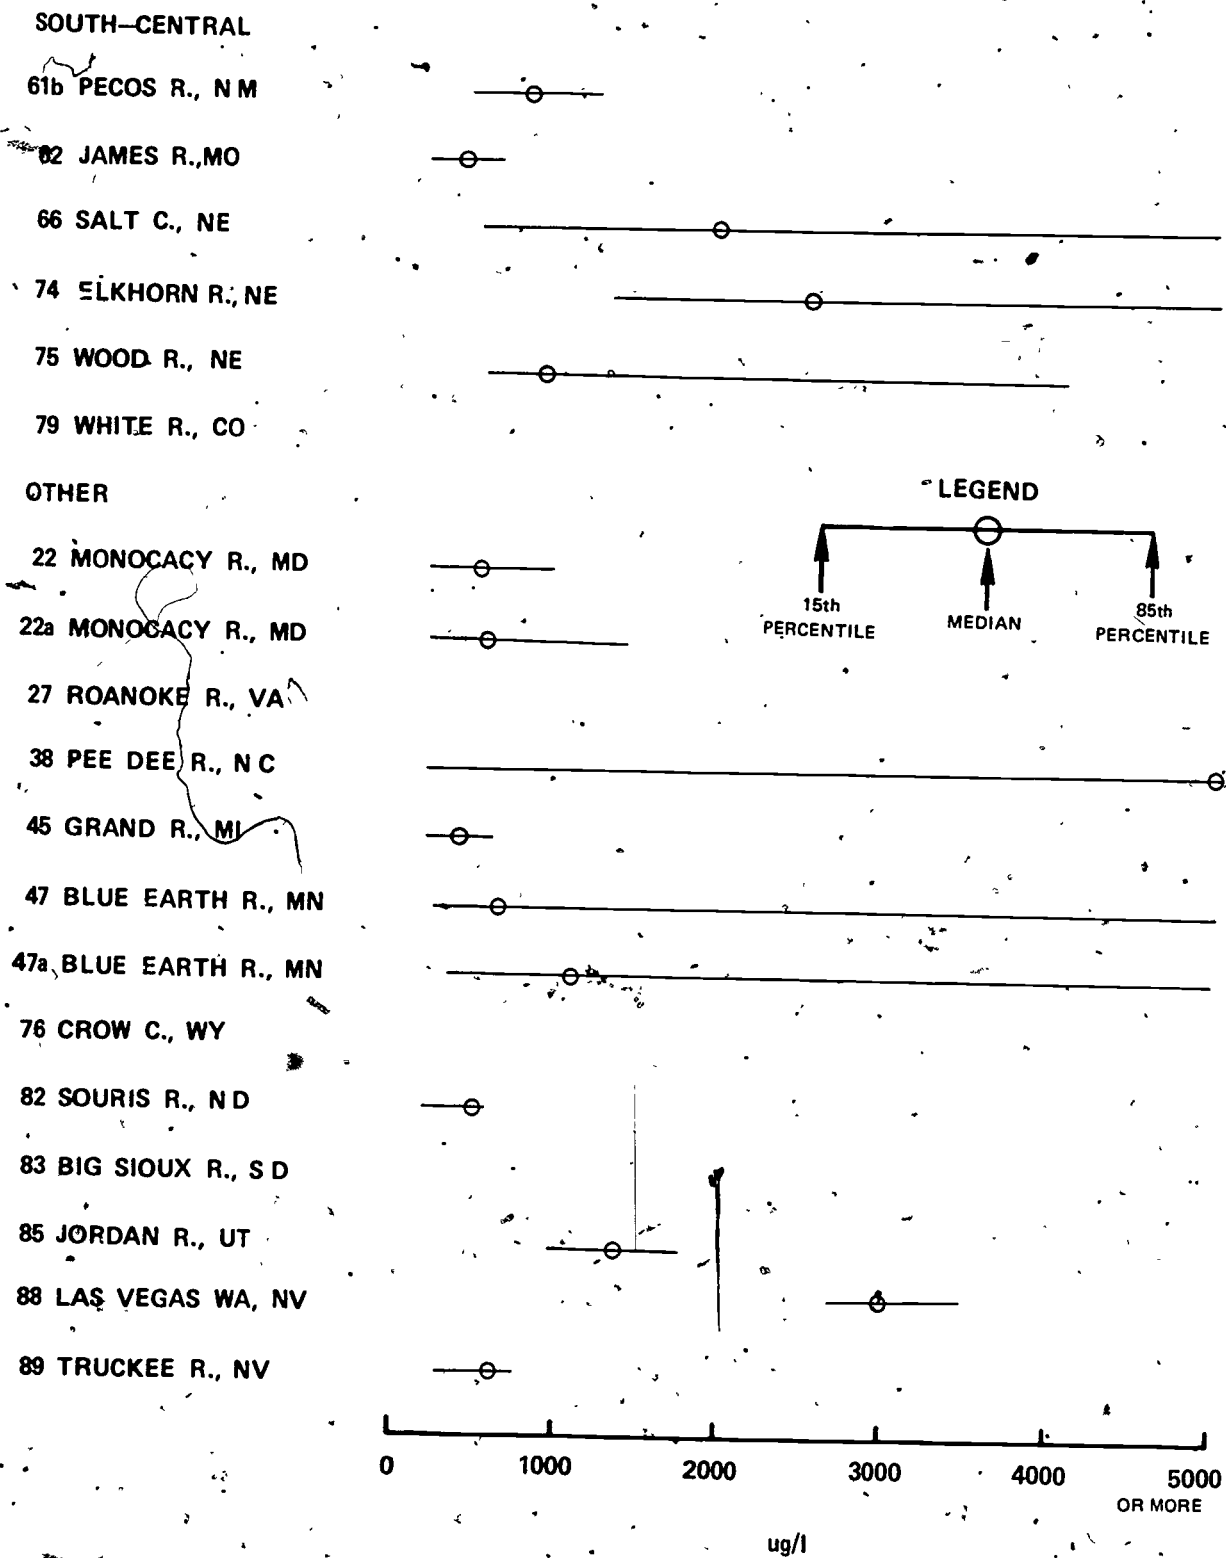 SOUTH—CENTRAL
61b PECOS R., NM
62 JAMES R., MO
66 SALT C., NE
74 ELKHORN R., NE
75 WOOD R., NE
79 WHITE R., CO
OTHER
LEGEND
15th
PERCENTILE
MEDIAN
85th
PERCENTILE
22 MONOCACY R., MD
22a MONOCACY R., MD
27 ROANOKE R., VA
38 PEE DEE R., NC
45 GRAND R., MI
47 BLUE EARTH R., MN
47a BLUE EARTH R., MN
76 CROW C., WY
82 SOURIS R., ND
83 BIG SIOUX R., SD
85 JORDAN R., UT
88 LAS VEGAS WA, NV
89 TRUCKEE R., NV
0 1000 2000 3000 4000 5000
OR MORE
ug/l